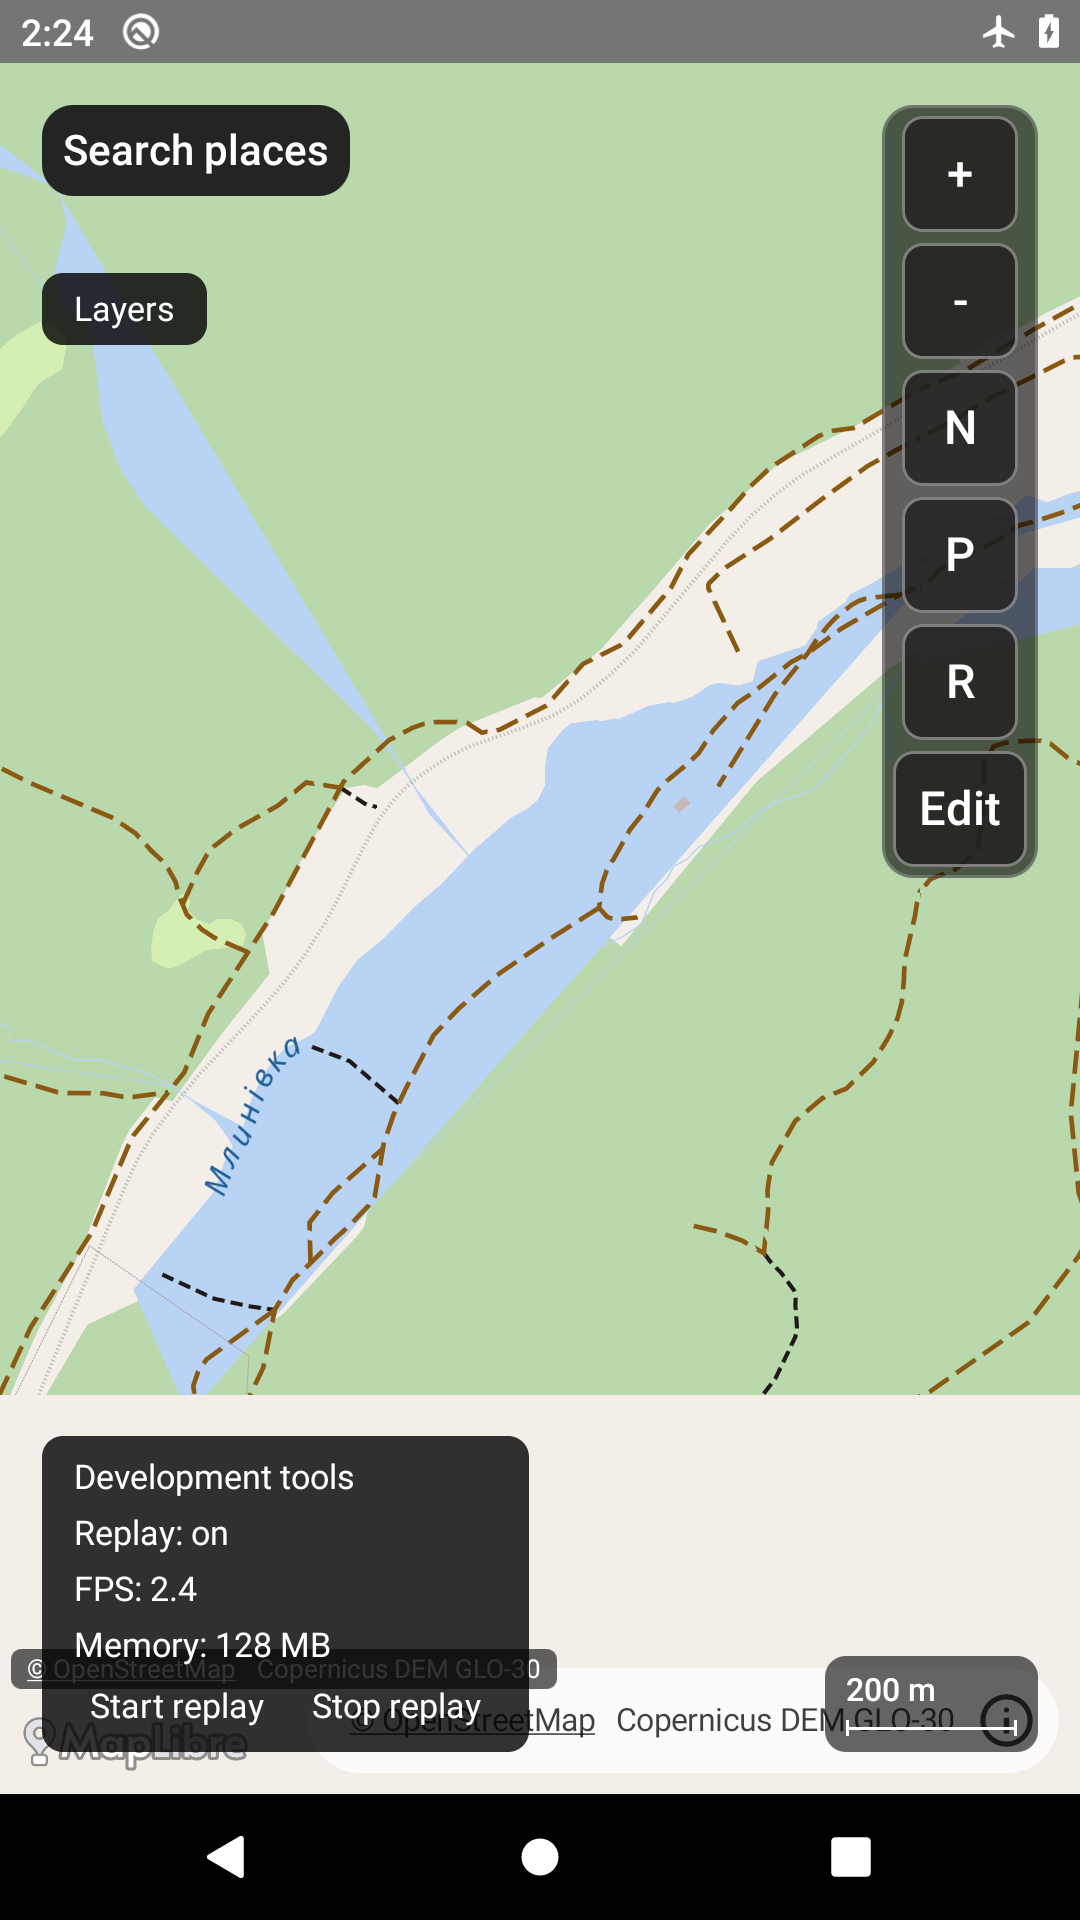 2:24
Search places
+
Layers
-
N
P
R
Edit
Млинівка
Development tools
Replay: on
FPS: 2.4
Memory: 128 MB
© OpenStreetMap Copernicus DEM GLO-30
Start replay Stop replay
200 m
© OpenStreetMap Copernicus DEM GLO-30
MapLibre